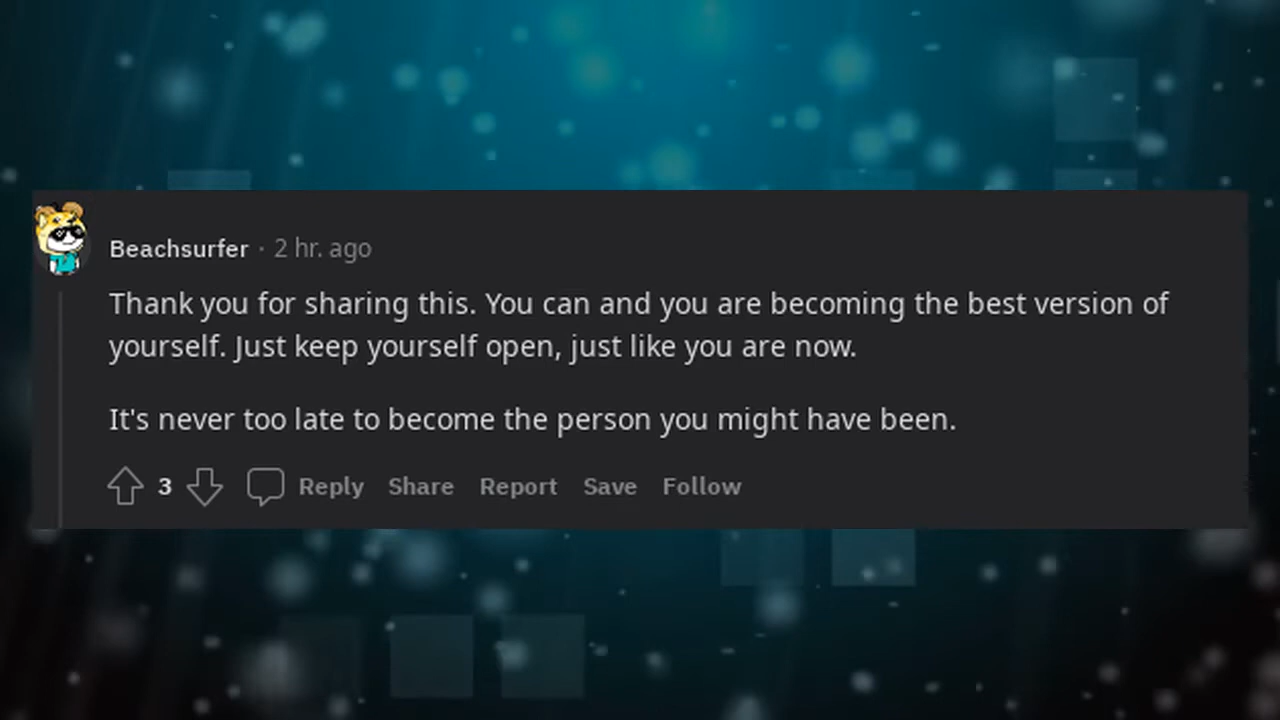 Beachsurfer · 2 hr. ago
Thank you for sharing this. You can and you are becoming the best version of
yourself. Just keep yourself open, just like you are now.
It's never too late to become the person you might have been.
3 Reply Share Report Save Follow